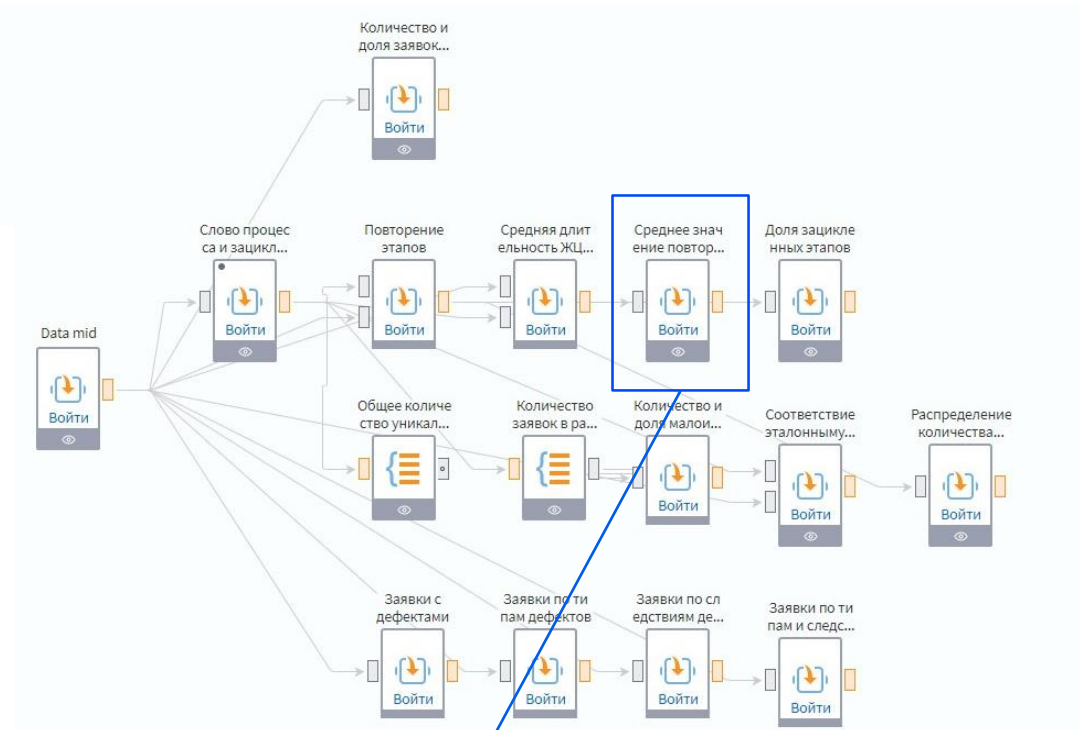 Количество и
доля заявок...
Войти
Слово процес
са и зацикл...
Войти
Повторение
этапов
Войти
Средняя длит
ельность ЖЦ...
Войти
Среднее знач
ение повтор...
Войти
Доля зацикле
нных этапов
Войти
Data mid
Войти
Общее количе
ство уникал...
Количество
заявок в ра...
Количество и
доля малои...
Войти
Соответствие
эталонному...
Войти
Распределение
количества...
Войти
Заявки с
дефектами
Войти
Заявки по ти
пам дефектов
Войти
Заявки по сл
едствиям де...
Войти
Заявки по ти
пам и следс...
Войти